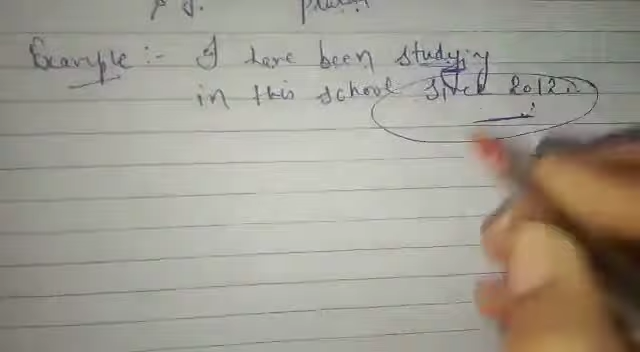 Example :- I have been studying
in this school since 2012.